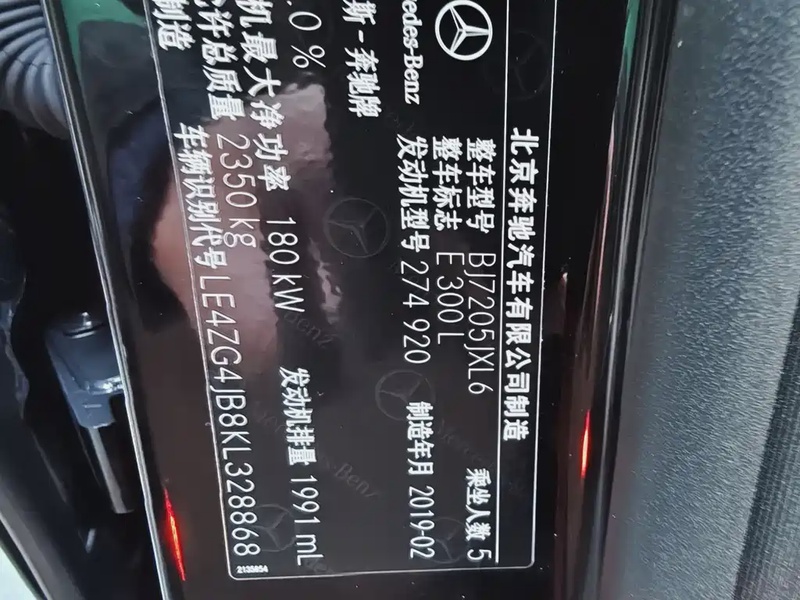 北京奔驰汽车有限公司制造
整车型号 BJ7205JXL6 乘坐人数 5
整车标志 E 300 L
发动机型号 274 920 制造年月 2019-02
Mercedes-Benz
斯-奔驰牌
.0 %
机最大净功率 180 kW 发动机排量 1991 mL
允许总质量 2350 kg
车辆识别代号 LE4ZG4JB8KL328868
制造
2135854